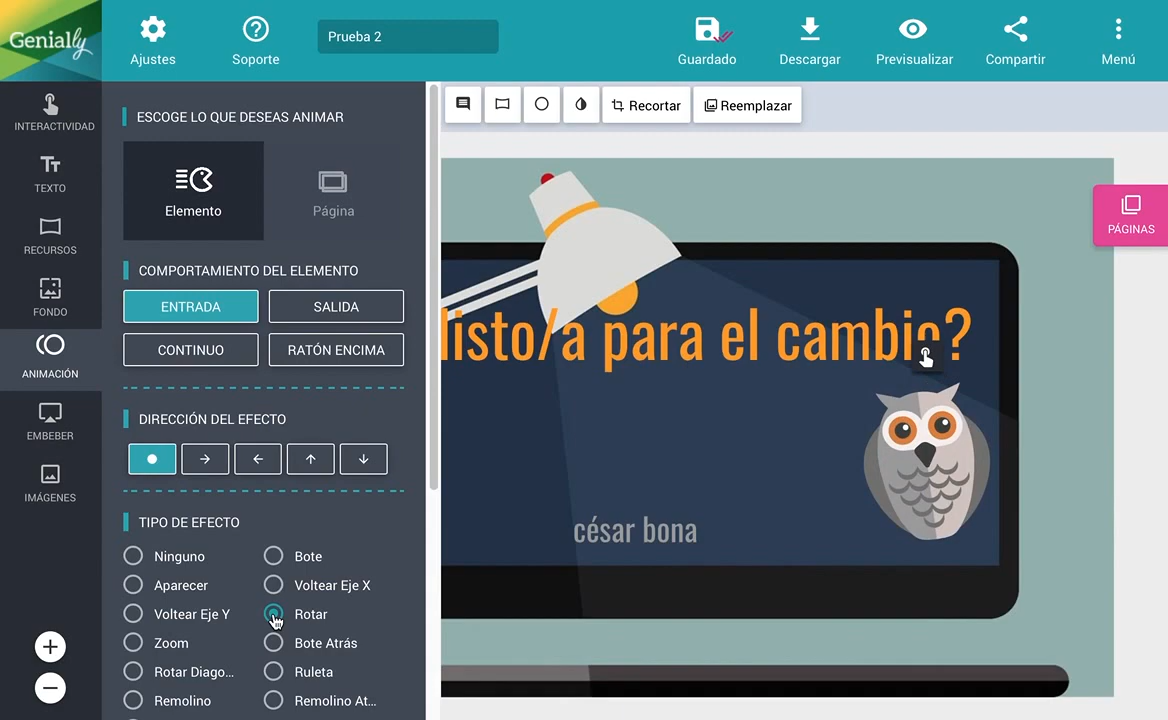 Genially
Ajustes
Soporte
Prueba 2
Guardado
Descargar
Previsualizar
Compartir
Menú
INTERACTIVIDAD
TEXTO
RECURSOS
FONDO
ANIMACIÓN
EMBEBER
IMÁGENES
ESCOGE LO QUE DESEAS ANIMAR
Elemento
Página
COMPORTAMIENTO DEL ELEMENTO
ENTRADA
SALIDA
CONTINUO
RATÓN ENCIMA
DIRECCIÓN DEL EFECTO
TIPO DE EFECTO
Ninguno
Bote
Aparecer
Voltear Eje X
Voltear Eje Y
Rotar
Zoom
Bote Atrás
Rotar Diago...
Ruleta
Remolino
Remolino At...
Recortar
Reemplazar
PÁGINAS
listo/a para el cambio?
césar bona